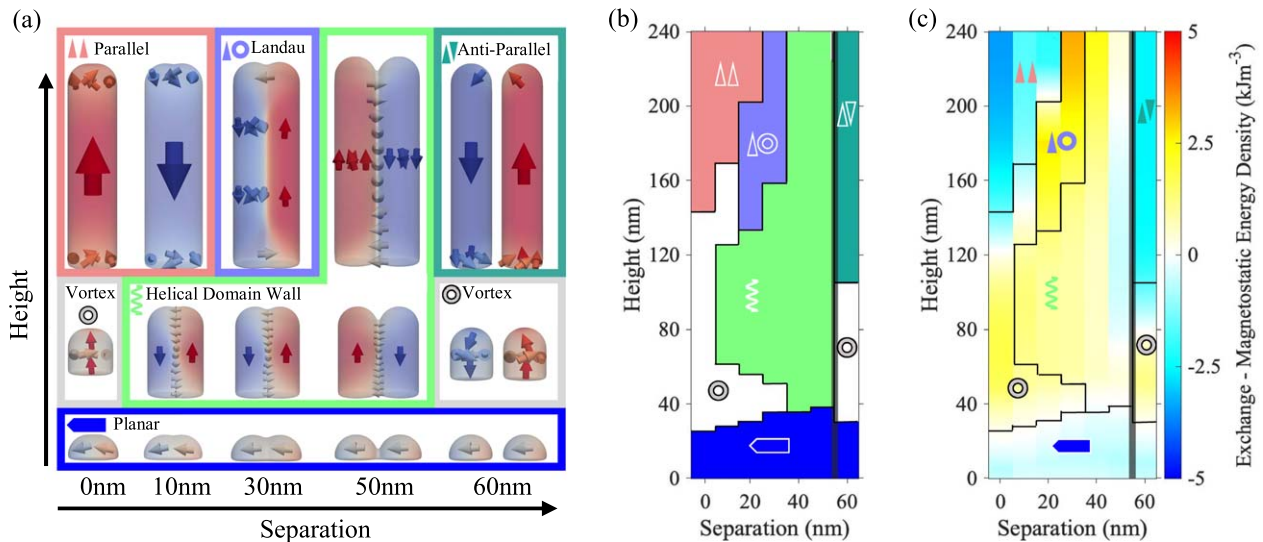 (a)
Parallel
Landau
Anti-Parallel
Vortex
Helical Domain Wall
Vortex
Planar
Height
0nm
10nm
30nm
50nm
60nm
Separation
(b)
240
200
160
120
80
40
0
Height (nm)
0
20
40
60
Separation (nm)
(c)
240
200
160
120
80
40
0
Height (nm)
0
20
40
60
Separation (nm)
5
2.5
0
-2.5
-5
Exchange - Magnetostatic Energy Density (kJm⁻³)